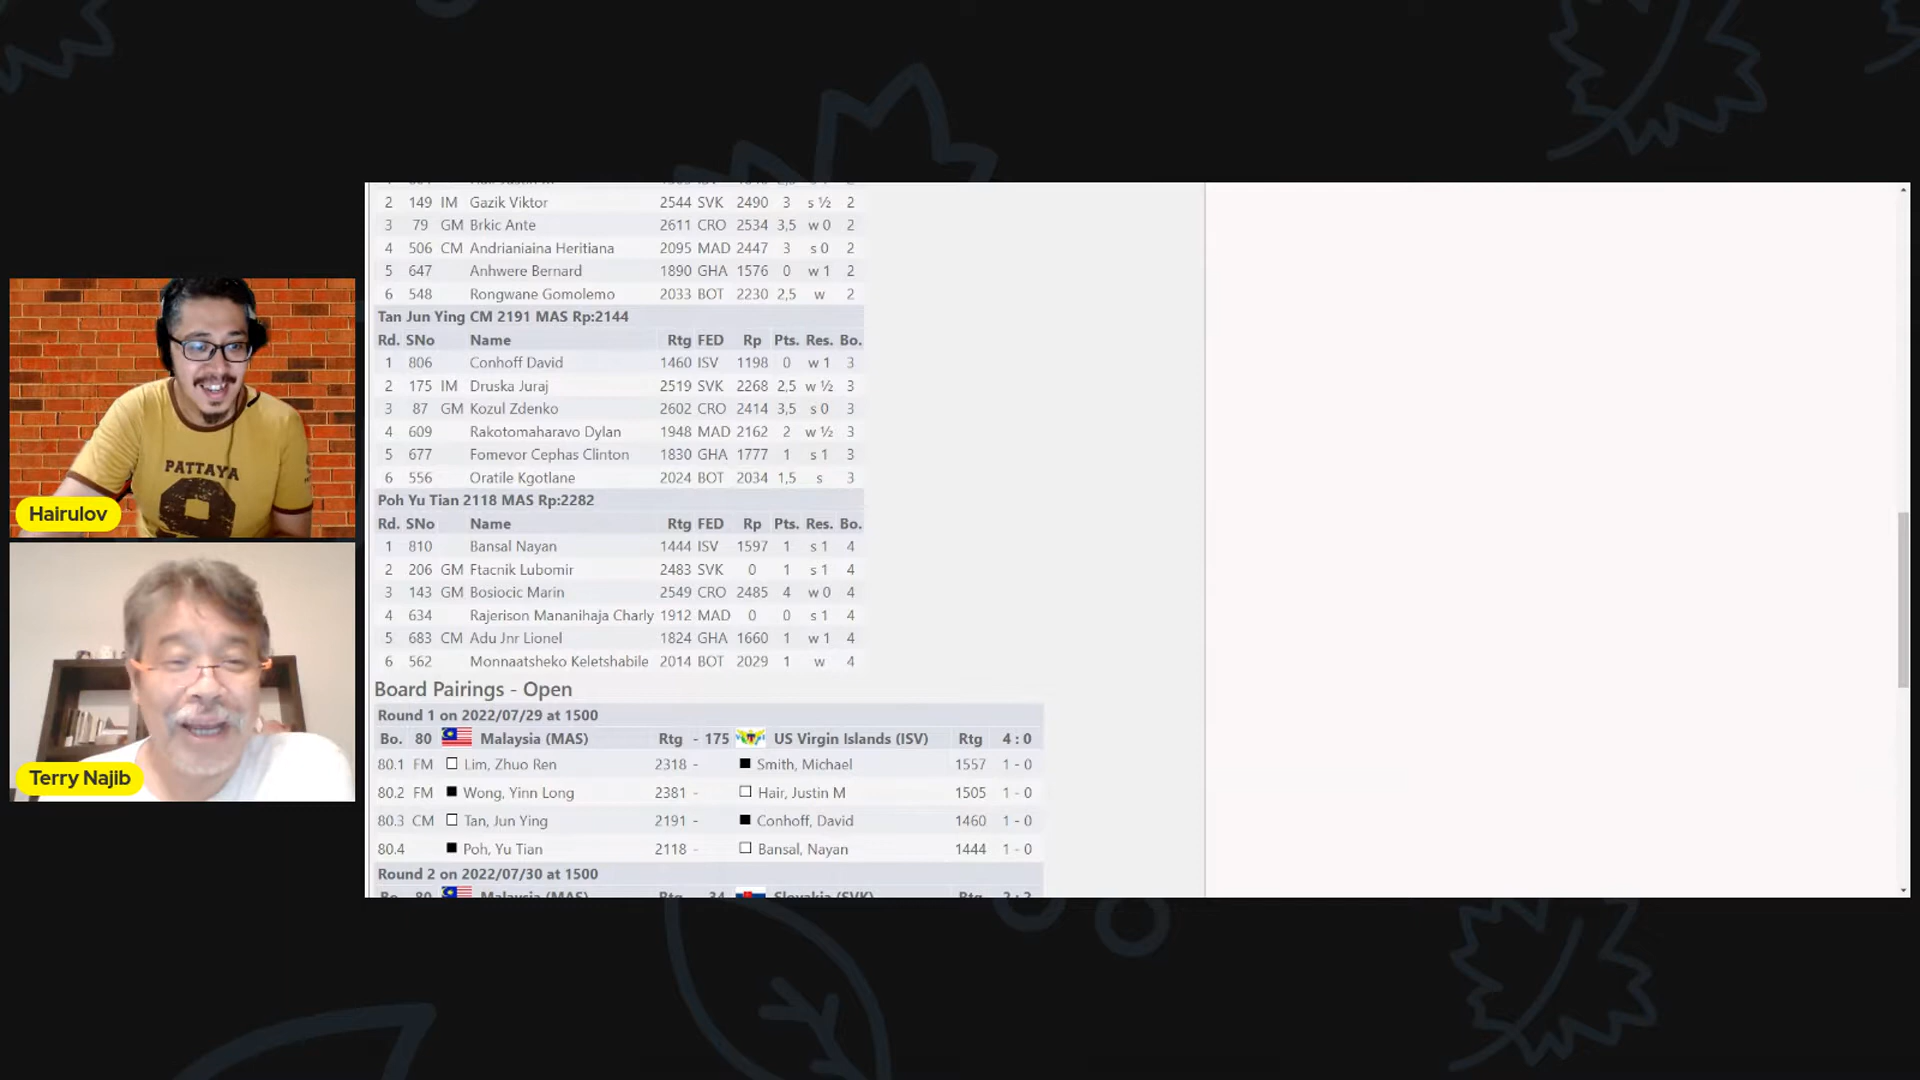 2 149 IM Gazik Viktor 2544 SVK 2490 3 s ½ 2
3 79 GM Brkic Ante 2611 CRO 2534 3,5 w 0 2
4 506 CM Andrianiaina Heritiana 2095 MAD 2447 3 s 0 2
5 647 Anhwere Bernard 1890 GHA 1576 0 w 1 2
6 548 Rongwane Gomolemo 2033 BOT 2230 2,5 w 2
Tan Jun Ying CM 2191 MAS Rp:2144
Rd. SNo Name Rtg FED Rp Pts. Res. Bo.
1 806 Conhoff David 1460 ISV 1198 0 w 1 3
2 175 IM Druska Juraj 2519 SVK 2268 2,5 w ½ 3
3 87 GM Kozul Zdenko 2602 CRO 2414 3,5 s 0 3
4 609 Rakotomaharavo Dylan 1948 MAD 2162 2 w ½ 3
5 677 Fomevor Cephas Clinton 1830 GHA 1777 1 s 1 3
6 556 Oratile Kgotlane 2024 BOT 2034 1,5 s 3
Poh Yu Tian 2118 MAS Rp:2282
Rd. SNo Name Rtg FED Rp Pts. Res. Bo.
1 810 Bansal Nayan 1444 ISV 1597 1 s 1 4
2 206 GM Ftacnik Lubomir 2483 SVK 0 1 s 1 4
3 143 GM Bosiocic Marin 2549 CRO 2485 4 w 0 4
4 634 Rajerison Mananihaja Charly 1912 MAD 0 0 s 1 4
5 683 CM Adu Jnr Lionel 1824 GHA 1660 1 w 1 4
6 562 Monnaatsheko Keletshabile 2014 BOT 2029 1 w 4
Board Pairings - Open
Round 1 on 2022/07/29 at 1500
Bo. 80 Malaysia (MAS) Rtg - 175 US Virgin Islands (ISV) Rtg 4 : 0
80.1 FM Lim, Zhuo Ren 2318 - Smith, Michael 1557 1 - 0
80.2 FM Wong, Yinn Long 2381 - Hair, Justin M 1505 1 - 0
80.3 CM Tan, Jun Ying 2191 - Conhoff, David 1460 1 - 0
80.4 Poh, Yu Tian 2118 - Bansal, Nayan 1444 1 - 0
Round 2 on 2022/07/30 at 1500
Bo. 80 Malaysia (MAS) Rtg - 34 Slovakia (SVK) Rtg 2 : 2
PATTAYA
9
Hairulov
Terry Najib